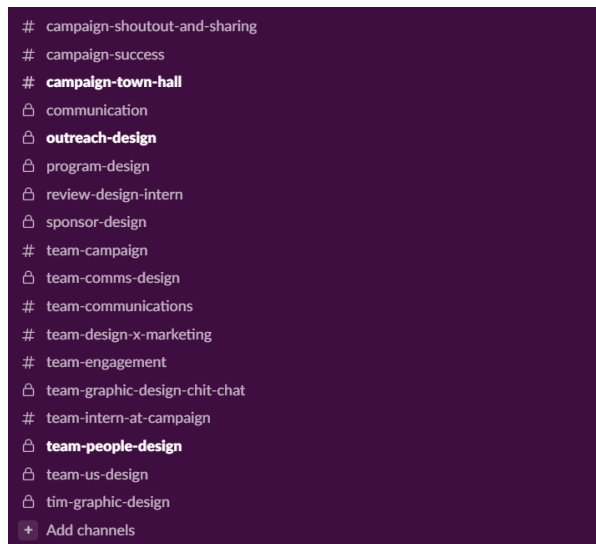 # campaign-shoutout-and-sharing
# campaign-success
# campaign-town-hall
communication
outreach-design
program-design
review-design-intern
sponsor-design
# team-campaign
team-comms-design
# team-communications
# team-design-x-marketing
# team-engagement
team-graphic-design-chit-chat
# team-intern-at-campaign
team-people-design
team-us-design
tim-graphic-design
+ Add channels